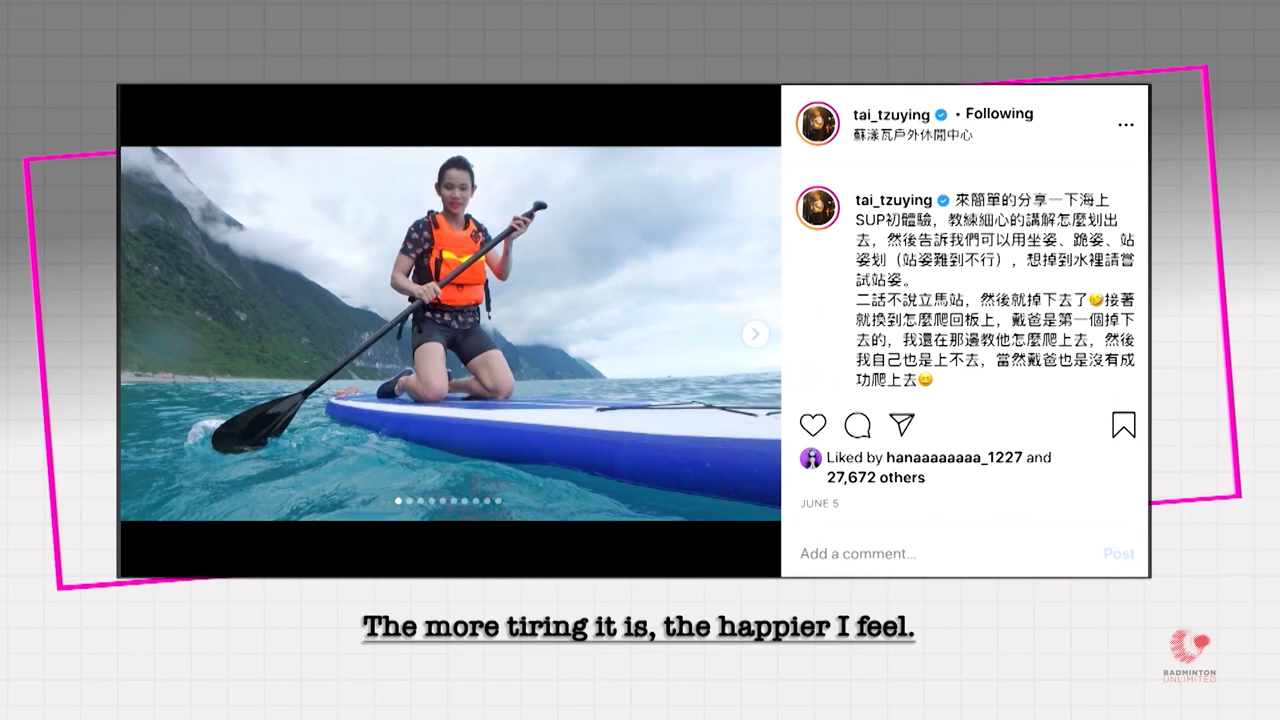 tai_tzuying • Following
蘇漾瓦戶外休閒中心
tai_tzuying 來簡單的分享一下海上
SUP初體驗，教練細心的講解怎麼划出
去，然後告訴我們可以用坐姿、跪姿、站
姿划（站姿難到不行），想掉到水裡請嘗
試站姿。
二話不說立馬站，然後就掉下去了🤣接著
就換到怎麼爬回板上，戴爸是第一個掉下
去的，我還在那邊教他怎麼爬上去，然後
我自己也是上不去，當然戴爸也是沒有成
功爬上去😄
Liked by hanaaaaaaaa_1227 and
27,672 others
JUNE 5
Add a comment... Post
The more tiring it is, the happier I feel.
BADMINTON
UNLIMITED